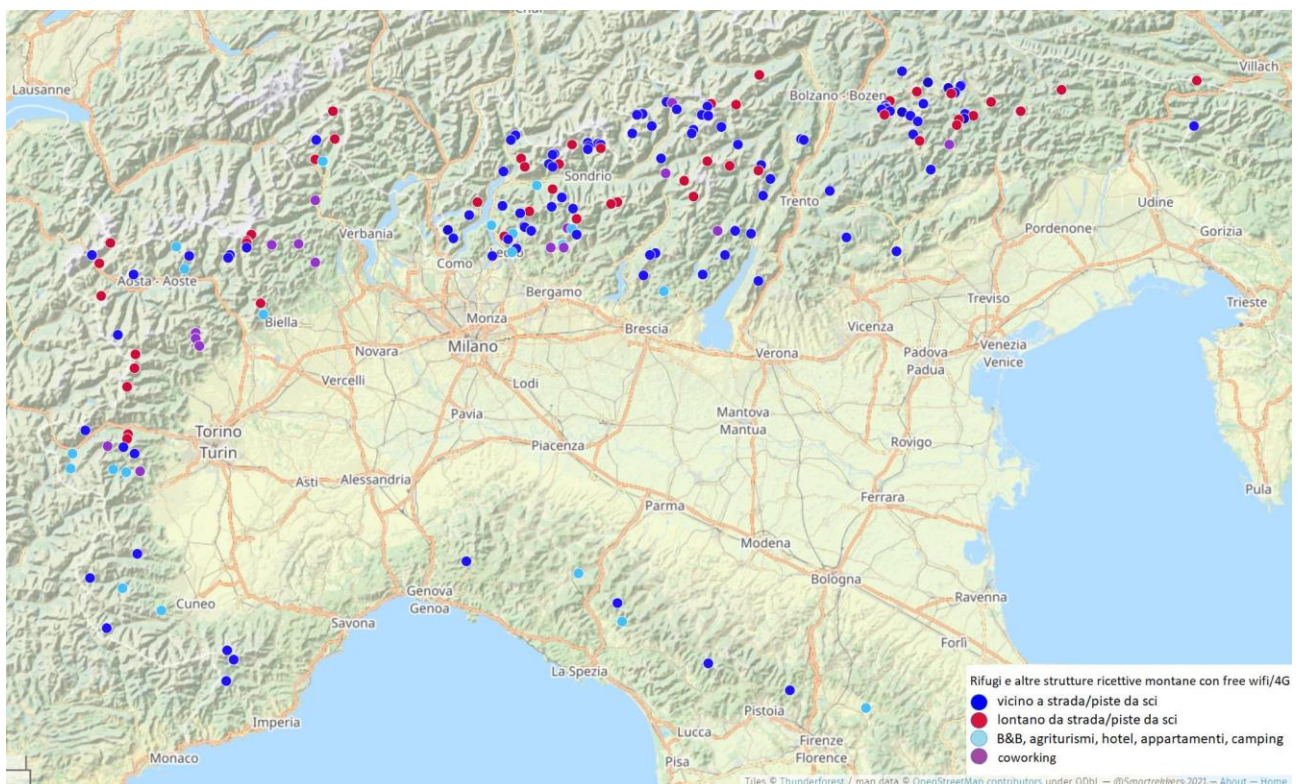 Lausanne
Villach
Bolzano - Bozen
Sondrio
Trento
Udine
Verbania
Pordenone
Gorizia
Como
Aosta - Aoste
Bergamo
Treviso
Trieste
Biella
Monza
Brescia
Vicenza
Milano
Novara
Verona
Padova
Padua
Venezia
Venice
Vercelli
Lodi
Pavia
Mantova
Mantua
Torino
Turin
Piacenza
Rovigo
Asti
Alessandria
Pula
Parma
Ferrara
Modena
Bologna
Genova
Genoa
Ravenna
Cuneo
Savona
Forlì
La Spezia
Imperia
Pistoia
Lucca
Monaco
Pisa
Firenze
Florence
Rifugi e altre strutture ricettive montane con free wifi/4G
vicino a strada/piste da sci
lontano da strada/piste da sci
B&B, agriturismi, hotel, appartamenti, camping
coworking
Tiles © Thunderforest / map data © OpenStreetMap contributors under ODbL — @Smartrekkers 2021 — About — Home